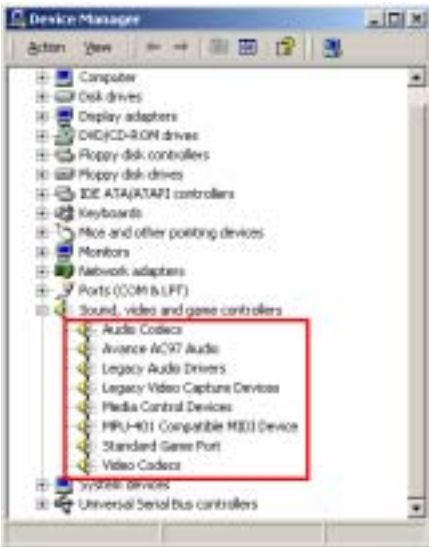 Device Manager
Action View
Computer
Disk drives
Display adapters
DVD/CD-ROM drives
Floppy disk controllers
Floppy disk drives
IDE ATA/ATAPI controllers
Keyboards
Mice and other pointing devices
Monitors
Network adapters
Ports (COM & LPT)
Sound, video and game controllers
Audio Codecs
Avance AC97 Audio
Legacy Audio Drivers
Legacy Video Capture Devices
Media Control Devices
MPU-401 Compatible MIDI Device
Standard Game Port
Video Codecs
System devices
Universal Serial Bus controllers